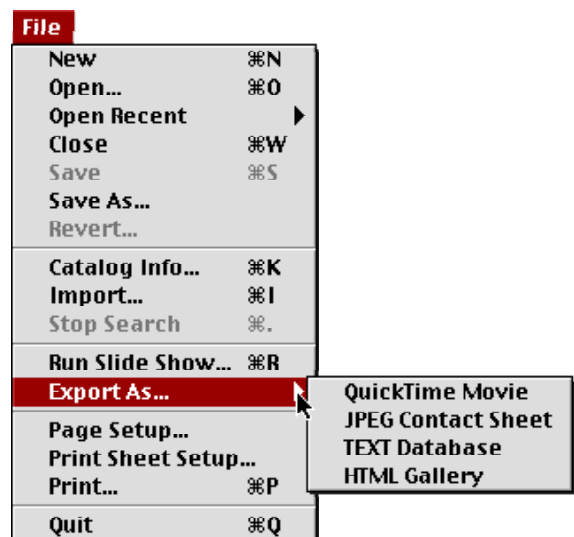 File
New ⌘N
Open... ⌘O
Open Recent
Close ⌘W
Save ⌘S
Save As...
Revert...
Catalog Info... ⌘K
Import... ⌘I
Stop Search ⌘.
Run Slide Show... ⌘R
Export As...
QuickTime Movie
JPEG Contact Sheet
TEXT Database
HTML Gallery
Page Setup...
Print Sheet Setup...
Print... ⌘P
Quit ⌘Q